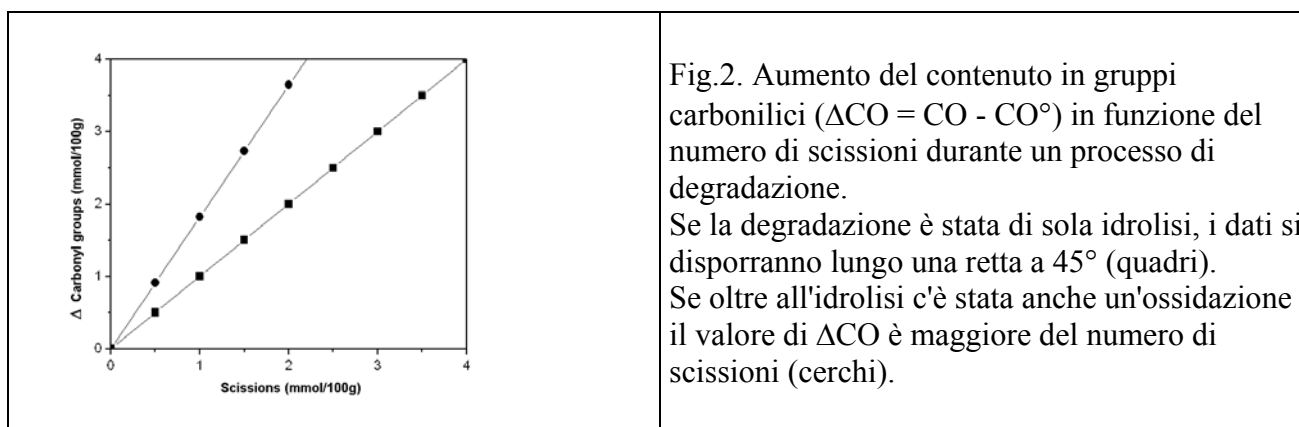 4
3
2
1
0
0
1
2
3
4
Δ Carbonyl groups (mmol/100g)
Scissions (mmol/100g)
Fig.2. Aumento del contenuto in gruppi
carbonilici (ΔCO = CO - CO°) in funzione del
numero di scissioni durante un processo di
degradazione.
Se la degradazione è stata di sola idrolisi, i dati si
disporranno lungo una retta a 45° (quadri).
Se oltre all'idrolisi c'è stata anche un'ossidazione
il valore di ΔCO è maggiore del numero di
scissioni (cerchi).